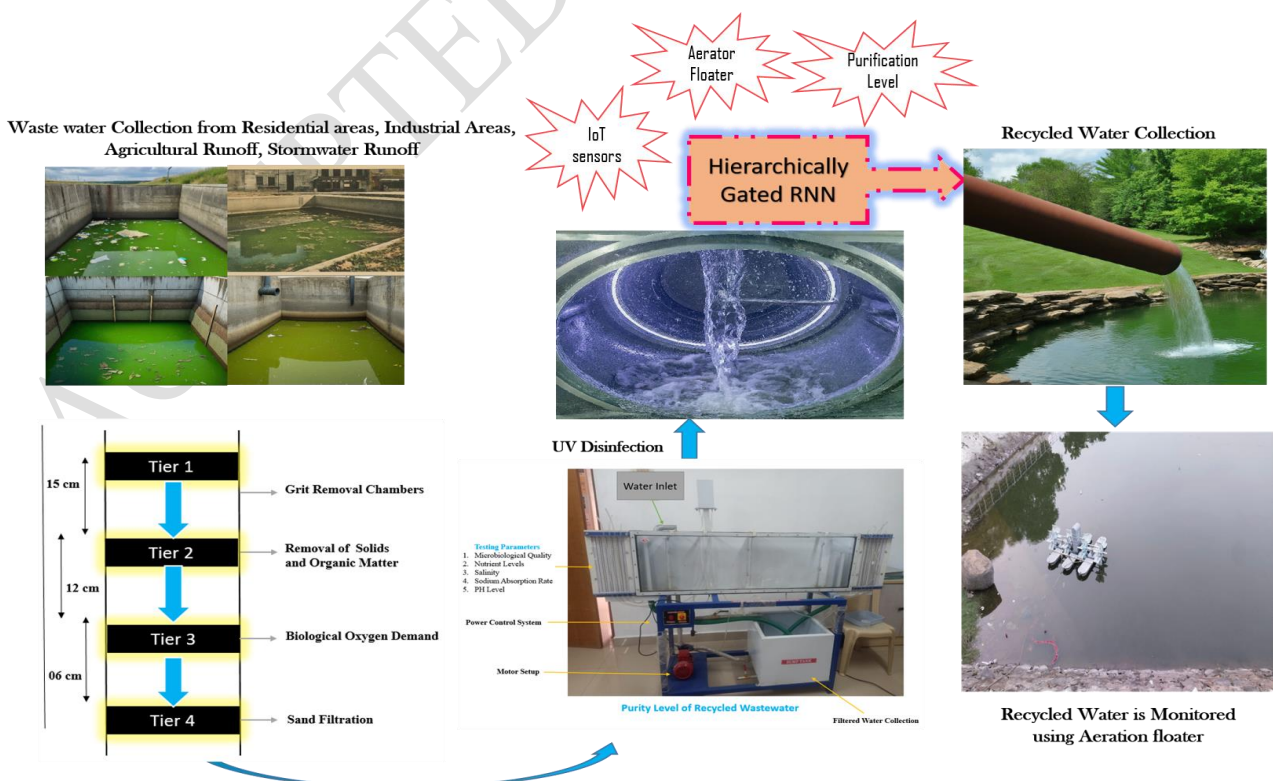 Waste water Collection from Residential areas, Industrial Areas,
Agricultural Runoff, Stormwater Runoff
IoT
sensors
Aerator
Floater
Purification
Level
Hierarchically
Gated RNN
Recycled Water Collection
Tier 1
Tier 2
Tier 3
Tier 4
15 cm
12 cm
06 cm
Grit Removal Chambers
Removal of Solids
and Organic Matter
Biological Oxygen Demand
Sand Filtration
UV Disinfection
Water Inlet
Testing Parameters
1. Microbiological Quality
2. Nutrient Levels
3. Salinity
4. Sodium Absorption Rate
5. PH Level
Power Control System
Motor Setup
Purity Level of Recycled Wastewater
Filtered Water Collection
Recycled Water is Monitored
using Aeration floater